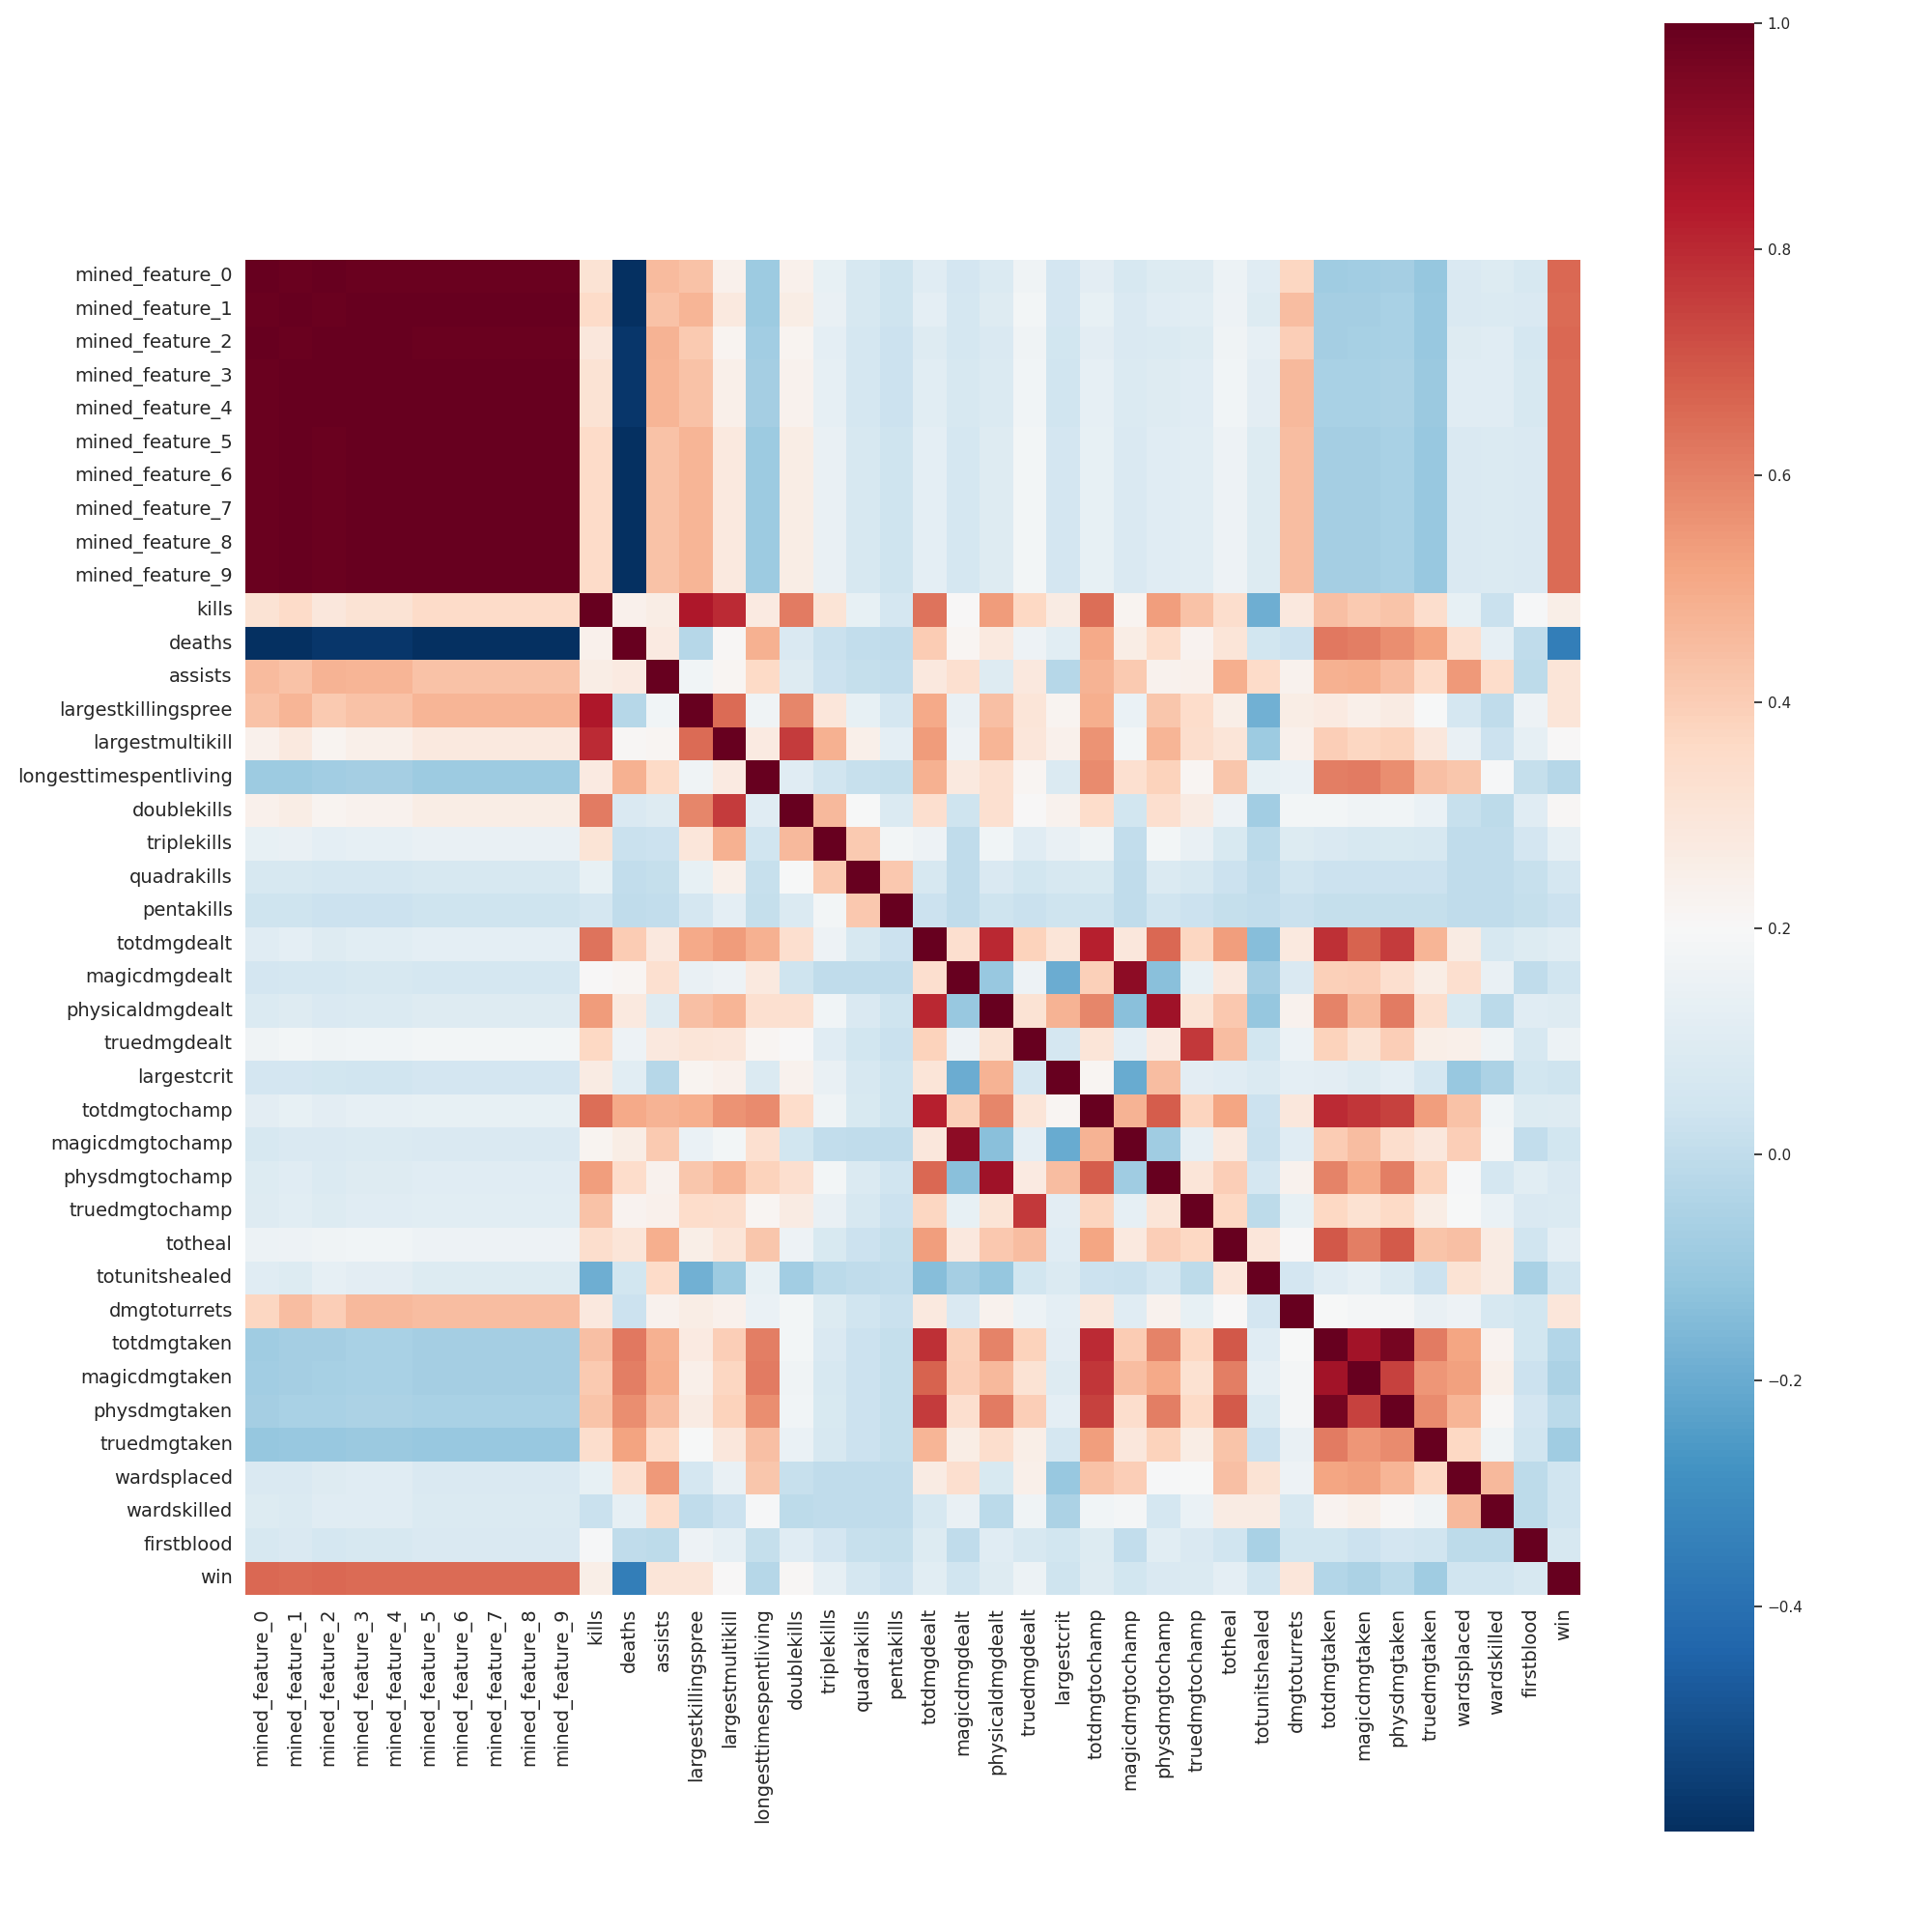 1.0
0.8
0.6
0.4
0.2
0.0
−0.2
−0.4
mined_feature_0
mined_feature_1
mined_feature_2
mined_feature_3
mined_feature_4
mined_feature_5
mined_feature_6
mined_feature_7
mined_feature_8
mined_feature_9
kills
deaths
assists
largestkillingspree
largestmultikill
longesttimespentliving
doublekills
triplekills
quadrakills
pentakills
totdmgdealt
magicdmgdealt
physicaldmgdealt
truedmgdealt
largestcrit
totdmgtochamp
magicdmgtochamp
physdmgtochamp
truedmgtochamp
totheal
totunitshealed
dmgtoturrets
totdmgtaken
magicdmgtaken
physdmgtaken
truedmgtaken
wardsplaced
wardskilled
firstblood
win
mined_feature_0
mined_feature_1
mined_feature_2
mined_feature_3
mined_feature_4
mined_feature_5
mined_feature_6
mined_feature_7
mined_feature_8
mined_feature_9
kills
deaths
assists
largestkillingspree
largestmultikill
longesttimespentliving
doublekills
triplekills
quadrakills
pentakills
totdmgdealt
magicdmgdealt
physicaldmgdealt
truedmgdealt
largestcrit
totdmgtochamp
magicdmgtochamp
physdmgtochamp
truedmgtochamp
totheal
totunitshealed
dmgtoturrets
totdmgtaken
magicdmgtaken
physdmgtaken
truedmgtaken
wardsplaced
wardskilled
firstblood
win